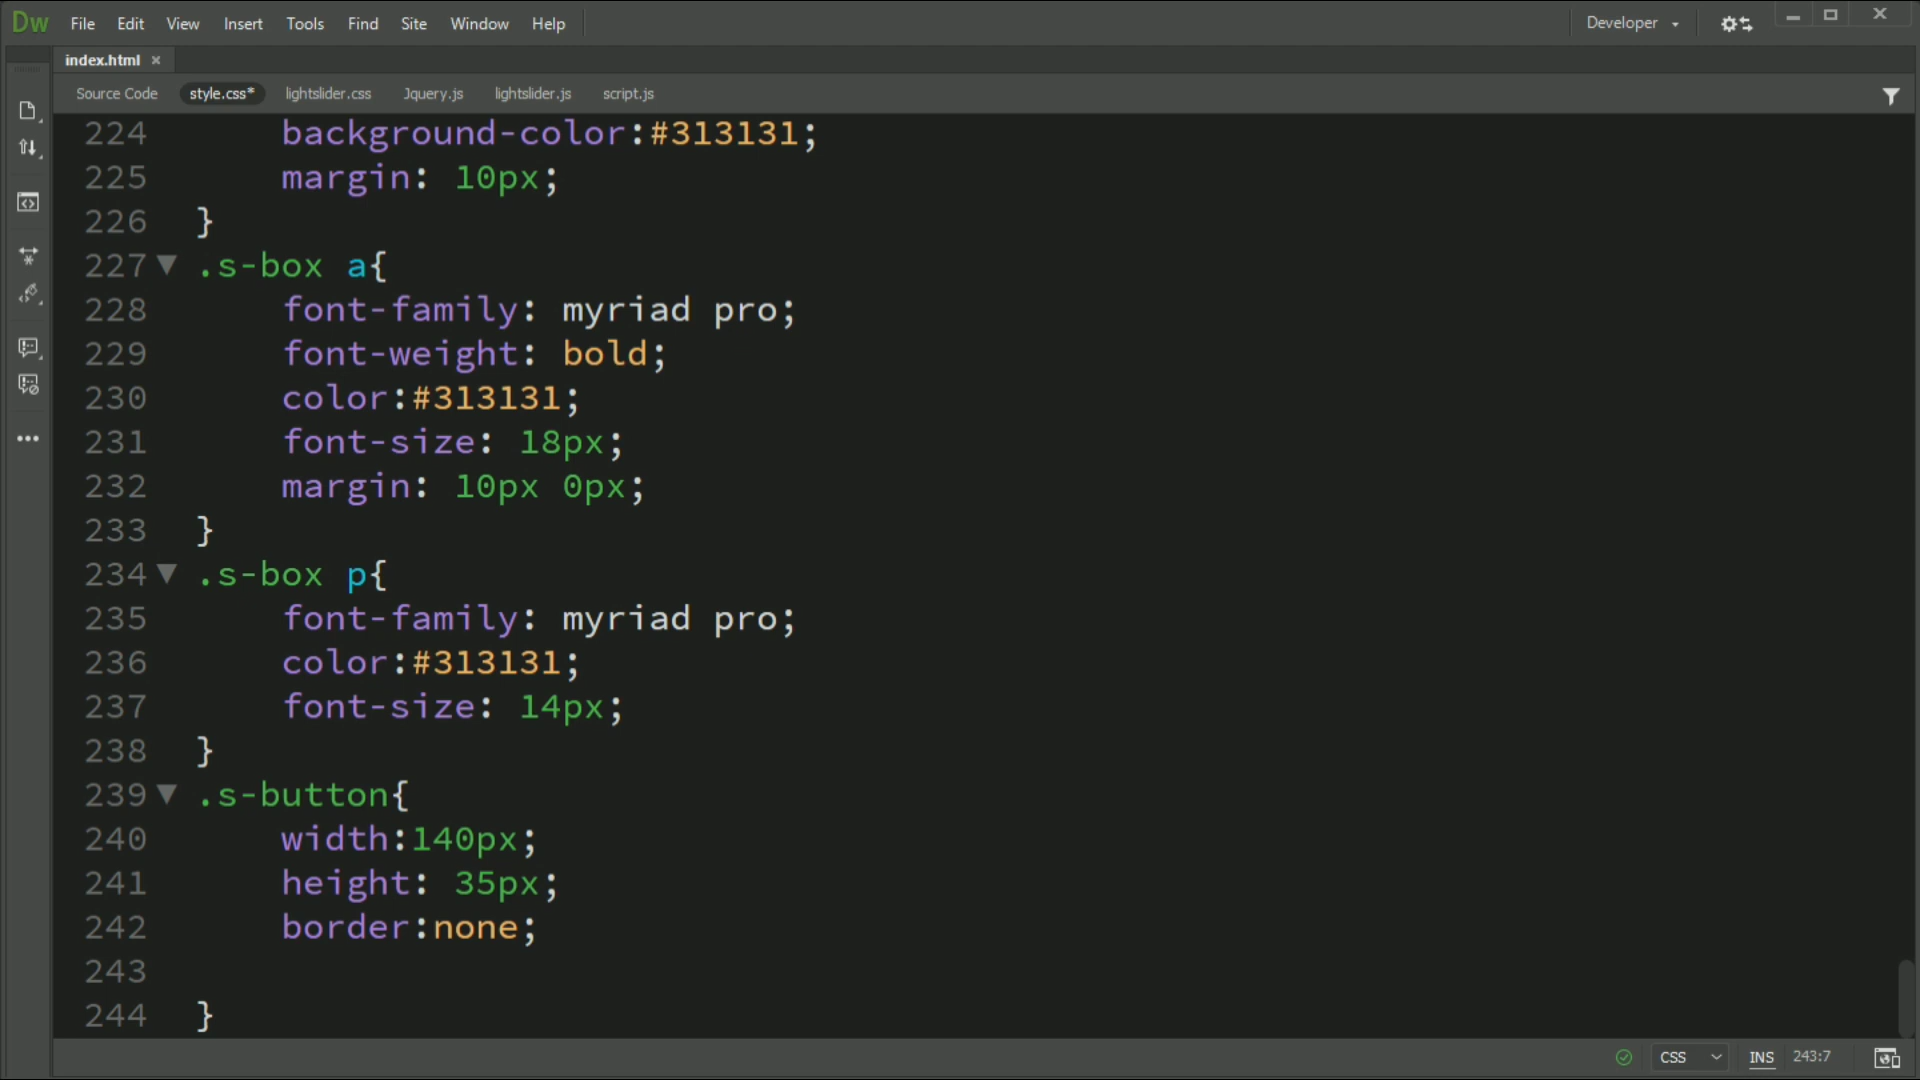 Dw File Edit View Insert Tools Find Site Window Help Developer
index.html
Source Code style.css* lightslider.css Jquery.js lightslider.js script.js
224 background-color:#313131;
225 margin: 10px;
226 }
227 .s-box a{
228 font-family: myriad pro;
229 font-weight: bold;
230 color:#313131;
231 font-size: 18px;
232 margin: 10px 0px;
233 }
234 .s-box p{
235 font-family: myriad pro;
236 color:#313131;
237 font-size: 14px;
238 }
239 .s-button{
240 width:140px;
241 height: 35px;
242 border:none;
243
244 }
CSS INS 243:7